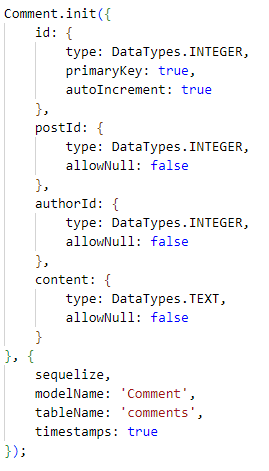 Comment.init({
    id: {
        type: DataTypes.INTEGER,
        primaryKey: true,
        autoIncrement: true
    },
    postId: {
        type: DataTypes.INTEGER,
        allowNull: false
    },
    authorId: {
        type: DataTypes.INTEGER,
        allowNull: false
    },
    content: {
        type: DataTypes.TEXT,
        allowNull: false
    }
}, {
    sequelize,
    modelName: 'Comment',
    tableName: 'comments',
    timestamps: true
});